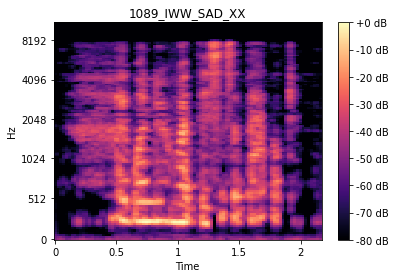 1089_IWW_SAD_XX
+0 dB
8192
-10 dB
4096
-20 dB
-30 dB
2048
Hz
-40 dB
1024
-50 dB
512
-60 dB
-70 dB
0
-80 dB
0
0.5
1
1.5
2
Time